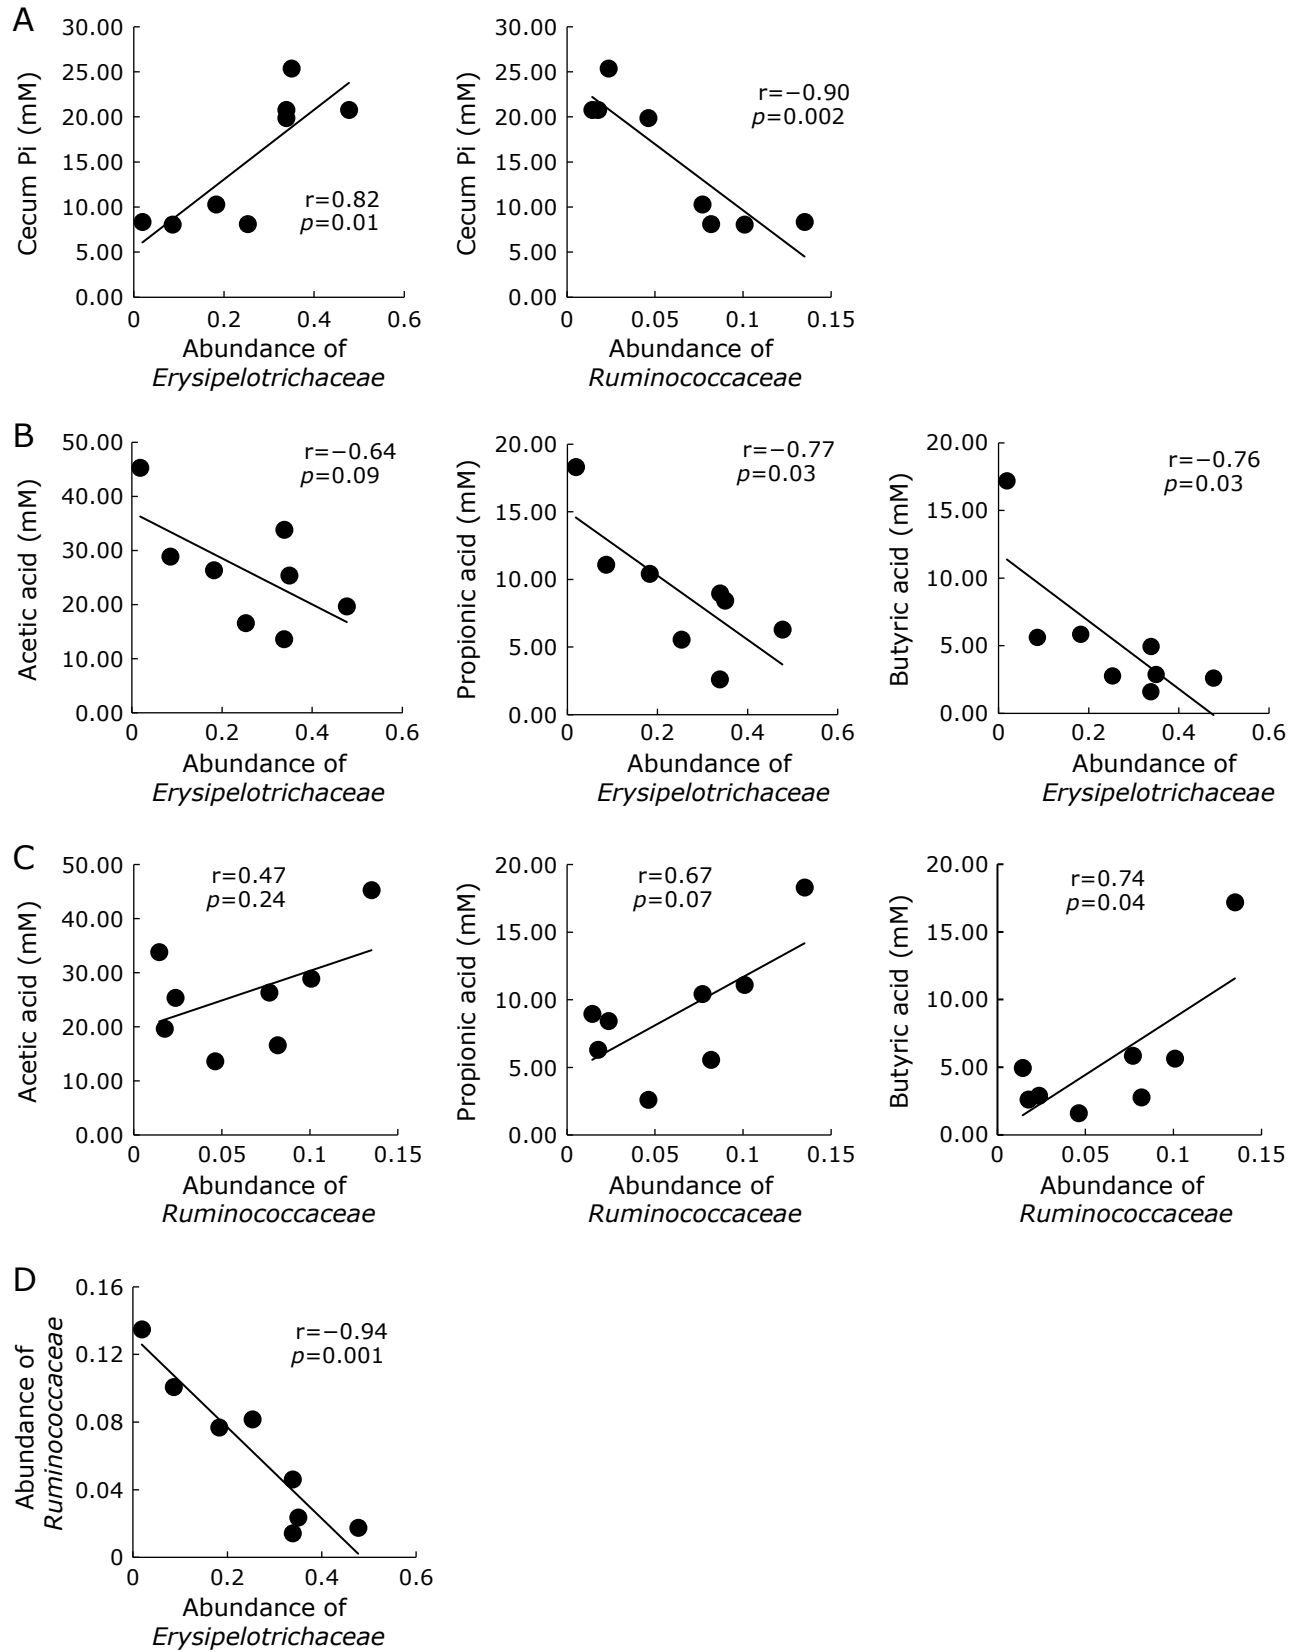 A
Cecum Pi (mM)
30.00
25.00
20.00
15.00
10.00
5.00
0.00
r=0.82
p=0.01
0 0.2 0.4 0.6
Abundance of
Erysipelotrichaceae
Cecum Pi (mM)
30.00
25.00
20.00
15.00
10.00
5.00
0.00
r=−0.90
p=0.002
0 0.05 0.1 0.15
Abundance of
Ruminococcaceae
B
Acetic acid (mM)
50.00
40.00
30.00
20.00
10.00
0.00
r=−0.64
p=0.09
0 0.2 0.4 0.6
Abundance of
Erysipelotrichaceae
Propionic acid (mM)
20.00
15.00
10.00
5.00
0.00
r=−0.77
p=0.03
0 0.2 0.4 0.6
Abundance of
Erysipelotrichaceae
Butyric acid (mM)
20.00
15.00
10.00
5.00
0.00
r=−0.76
p=0.03
0 0.2 0.4 0.6
Abundance of
Erysipelotrichaceae
C
Acetic acid (mM)
50.00
40.00
30.00
20.00
10.00
0.00
r=0.47
p=0.24
0 0.05 0.1 0.15
Abundance of
Ruminococcaceae
Propionic acid (mM)
20.00
15.00
10.00
5.00
0.00
r=0.67
p=0.07
0 0.05 0.1 0.15
Abundance of
Ruminococcaceae
Butyric acid (mM)
20.00
15.00
10.00
5.00
0.00
r=0.74
p=0.04
0 0.05 0.1 0.15
Abundance of
Ruminococcaceae
D
Abundance of
Ruminococcaceae
0.16
0.12
0.08
0.04
0
r=−0.94
p=0.001
0 0.2 0.4 0.6
Abundance of
Erysipelotrichaceae